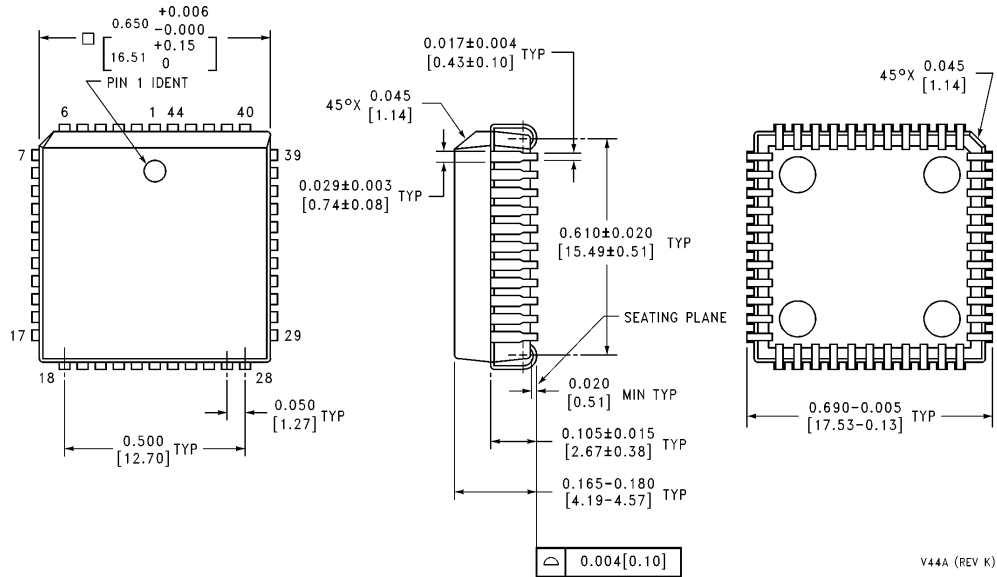 0.650 +0.006
-0.000
[16.51 +0.15
0]
PIN 1 IDENT
6 1 44 40
7 39
17 29
18 28
0.050
[1.27] TYP
0.500
[12.70] TYP
0.017±0.004
[0.43±0.10] TYP
45°X 0.045
[1.14]
0.029±0.003
[0.74±0.08] TYP
0.610±0.020
[15.49±0.51] TYP
SEATING PLANE
0.020
[0.51] MIN TYP
0.105±0.015
[2.67±0.38] TYP
0.165-0.180
[4.19-4.57] TYP
0.004[0.10]
45°X 0.045
[1.14]
0.690-0.005
[17.53-0.13] TYP
V44A (REV K)